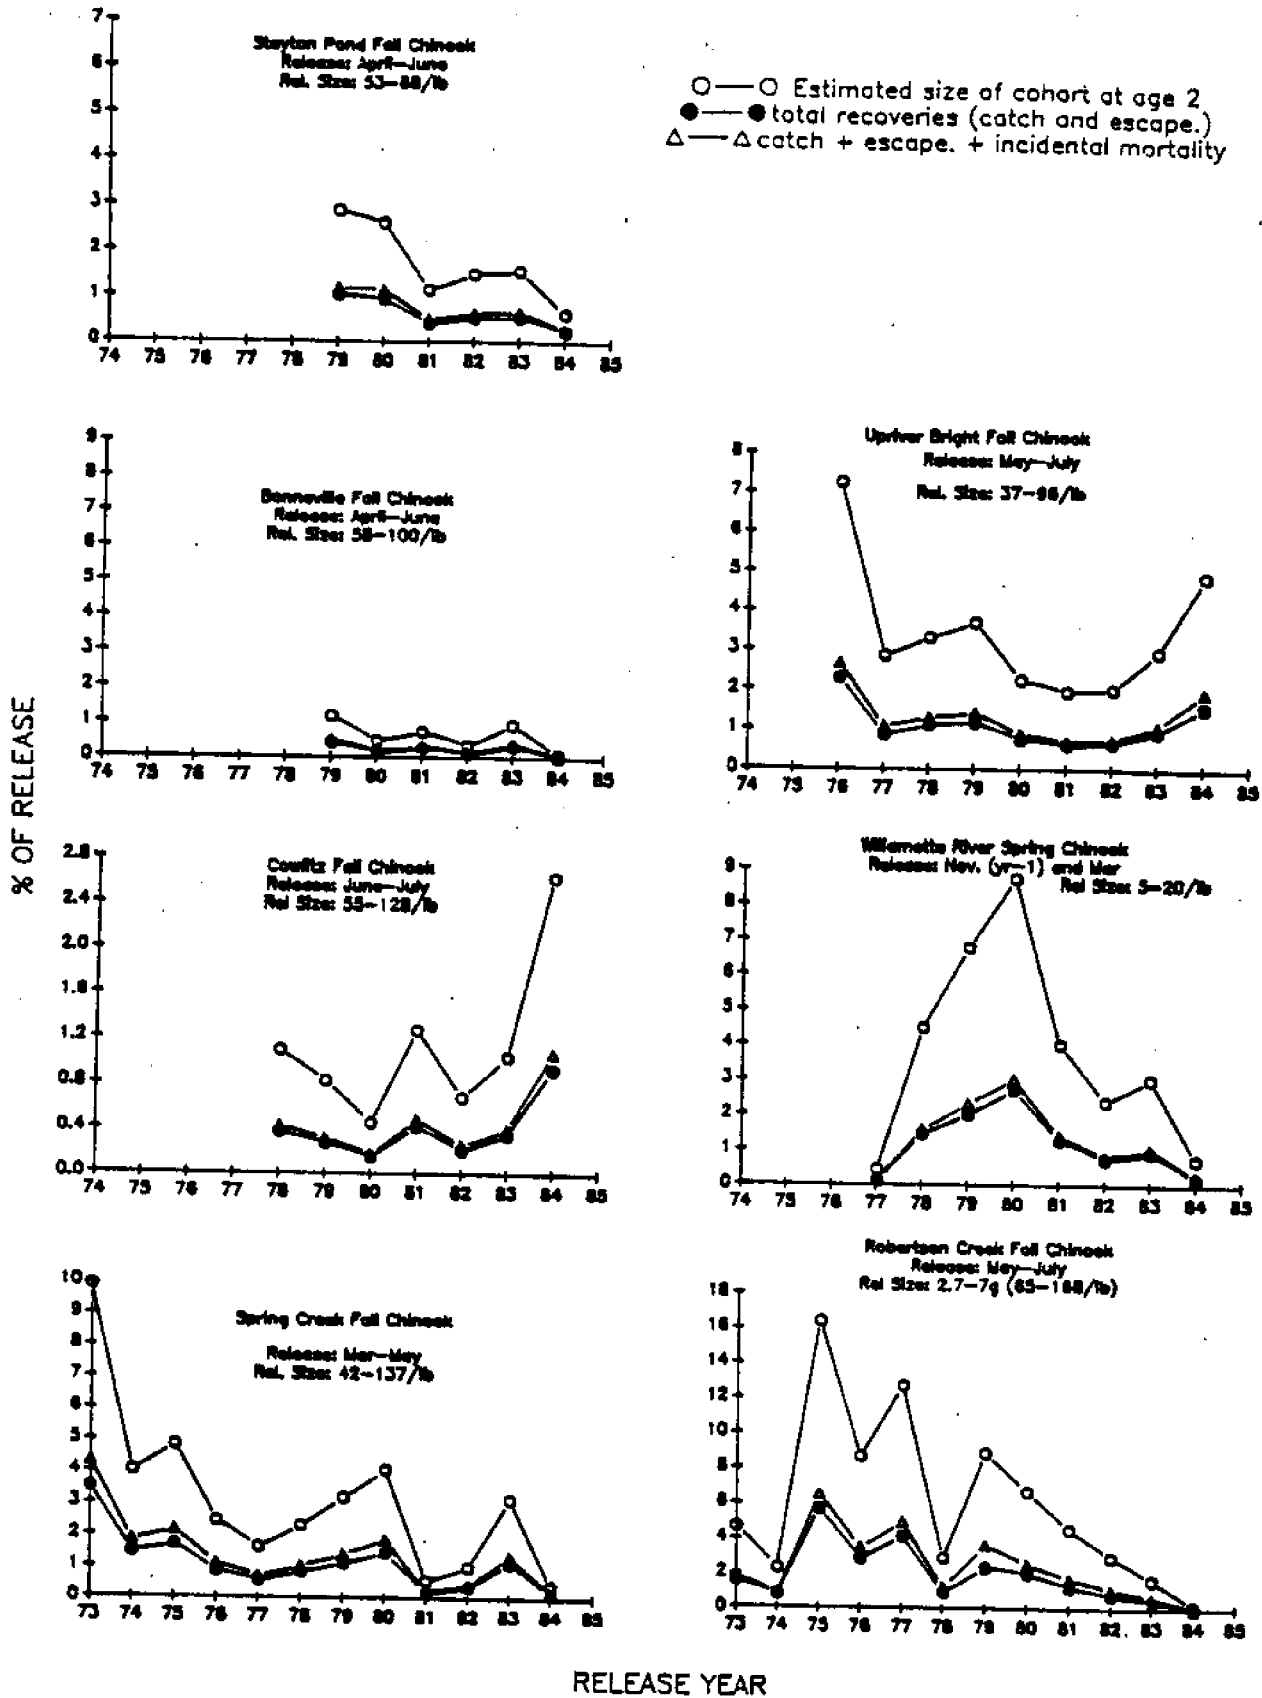 Stayton Pond Fall Chinook
Release: April-June
Rel. Size: 53-88/lb
O—O Estimated size of cohort at age 2
●—●total recoveries (catch and escape.)
△—△catch + escape. + incidental mortality
7
6
5
4
3
2
1
0
74 75 76 77 78 79 80 81 82 83 84 85
Bonneville Fall Chinook
Release: April-June
Rel. Size: 58-100/lb
9
8
7
6
5
4
3
2
1
0
74 75 76 77 78 79 80 81 82 83 84 85
Upriver Bright Fall Chinook
Release: May-July
Rel. Size: 37-96/lb
8
7
6
5
4
3
2
1
0
74 75 76 77 78 79 80 81 82 83 84 85
% OF RELEASE
Cowlitz Fall Chinook
Release: June-July
Rel Size: 55-128/lb
2.8
2.4
2.0
1.6
1.2
0.8
0.4
0.0
74 75 76 77 78 79 80 81 82 83 84 85
Willamette River Spring Chinook
Release: Nov. (yr-1) and Mar
Rel Size: 5-20/lb
9
8
7
6
5
4
3
2
1
0
74 75 76 77 78 79 80 81 82 83 84 85
Spring Creek Fall Chinook
Release: Mar-May
Rel. Size: 42-137/lb
10
9
8
7
6
5
4
3
2
1
0
73 74 75 76 77 78 79 80 81 82 83 84 85
Robertson Creek Fall Chinook
Release: May-July
Rel Size: 2.7-7g (65-168/lb)
18
16
14
12
10
8
6
4
2
0
73 74 75 76 77 78 79 80 81 82. 83 84 85
RELEASE YEAR